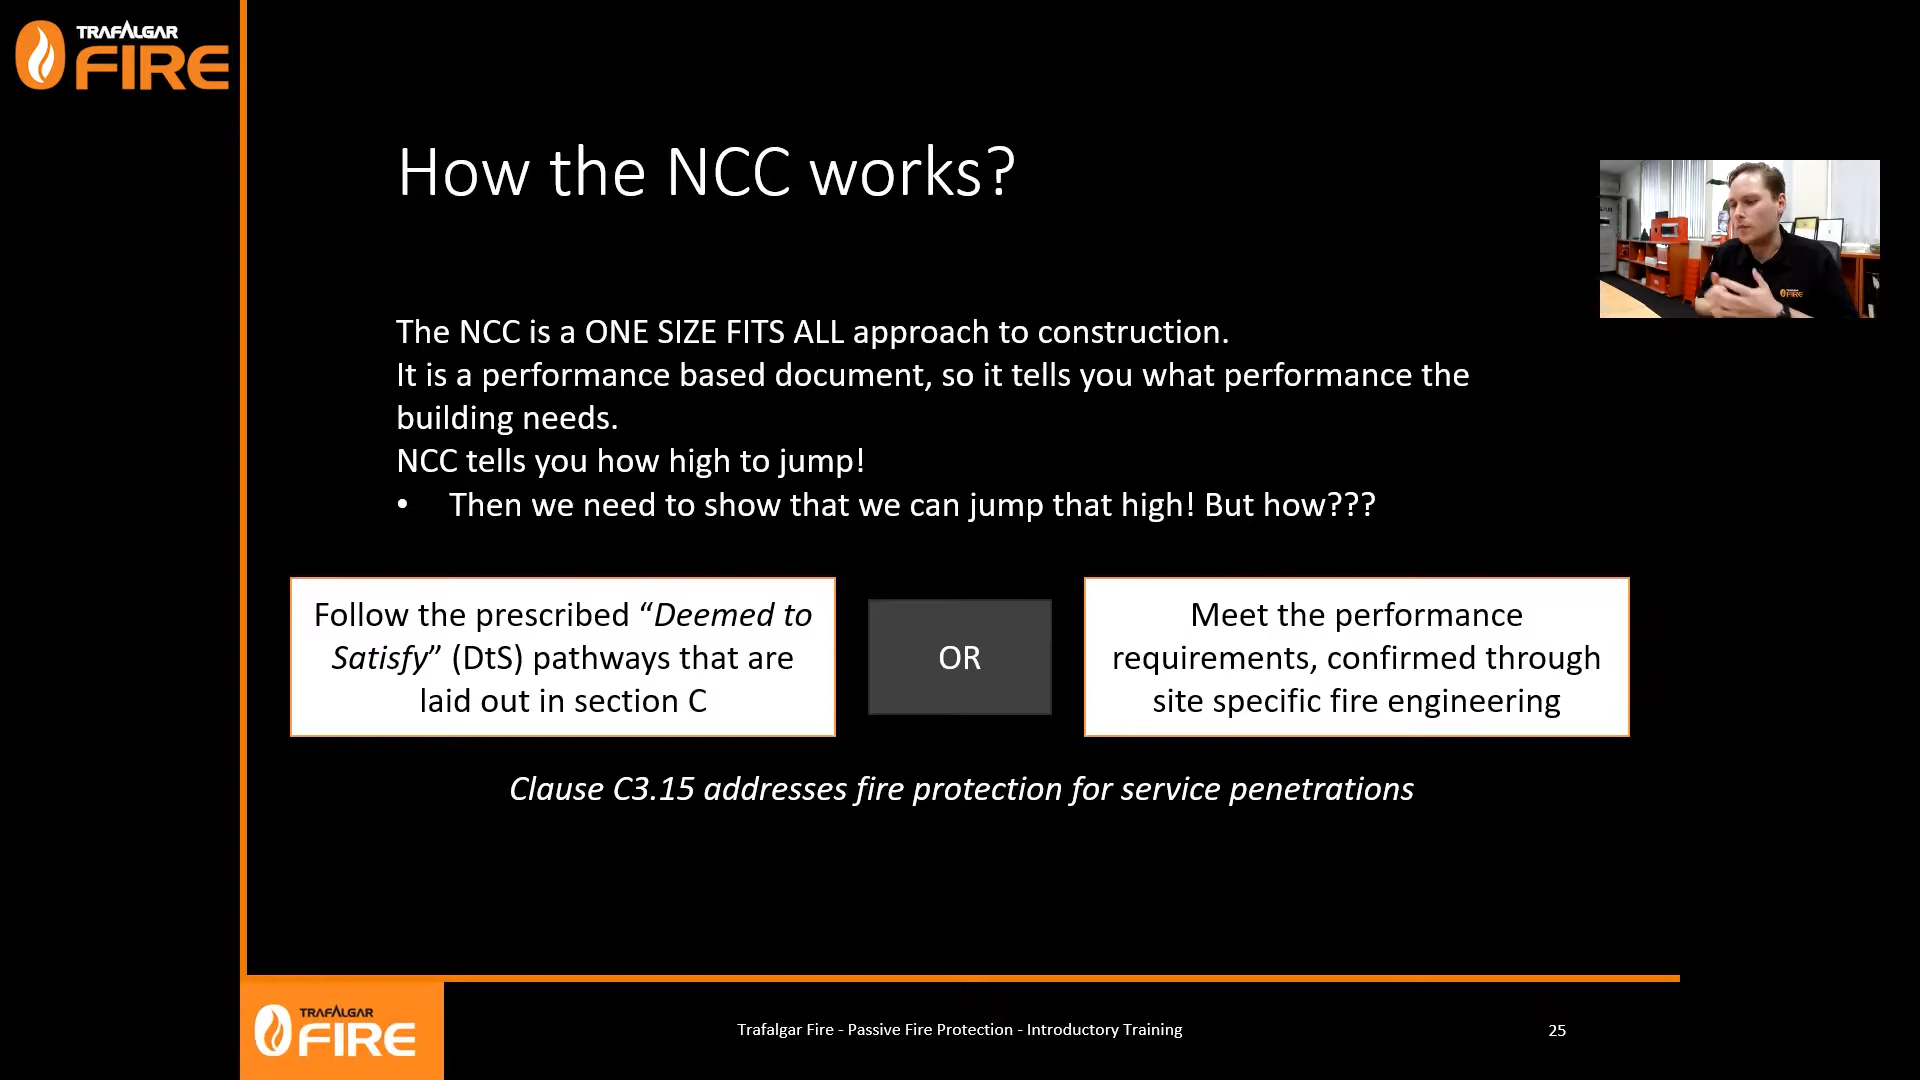 TRAFALGAR
FIRE
How the NCC works?
The NCC is a ONE SIZE FITS ALL approach to construction.
It is a performance based document, so it tells you what performance the
building needs.
NCC tells you how high to jump!
• Then we need to show that we can jump that high! But how???
Follow the prescribed “Deemed to
Satisfy” (DtS) pathways that are
laid out in section C
OR
Meet the performance
requirements, confirmed through
site specific fire engineering
Clause C3.15 addresses fire protection for service penetrations
TRAFALGAR
FIRE
Trafalgar Fire - Passive Fire Protection - Introductory Training
25
FIRE